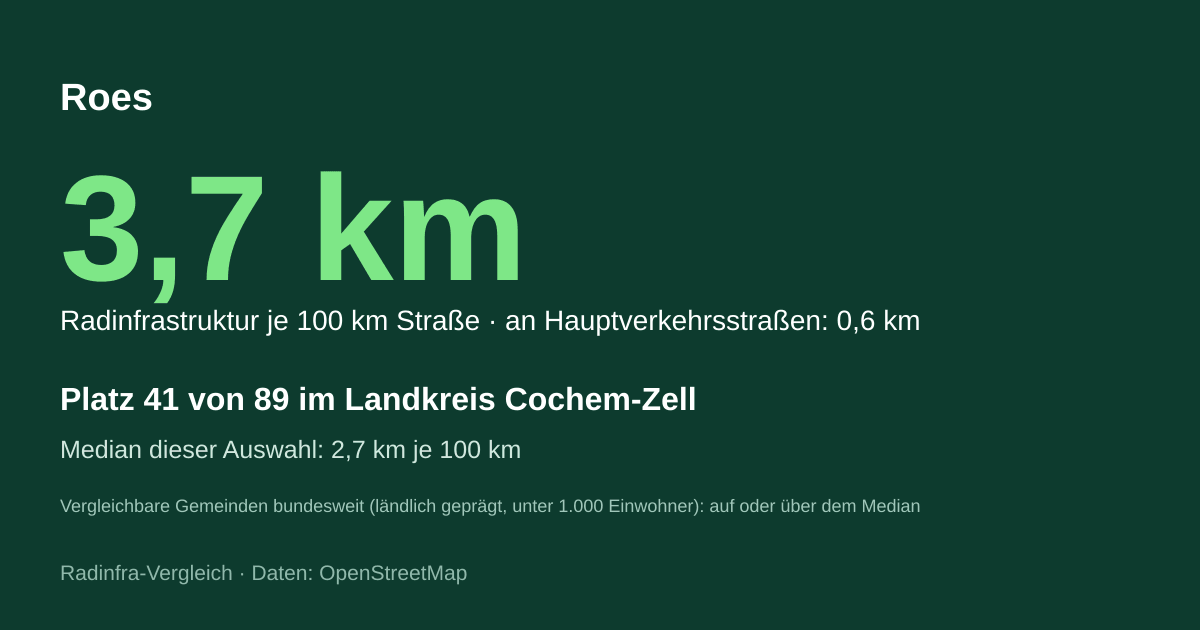 Roes
3,7 km
Radinfrastruktur je 100 km Straße · an Hauptverkehrsstraßen: 0,6 km
Platz 41 von 89 im Landkreis Cochem-Zell
Median dieser Auswahl: 2,7 km je 100 km
Vergleichbare Gemeinden bundesweit (ländlich geprägt, unter 1.000 Einwohner): auf oder über dem Median
Radinfra-Vergleich · Daten: OpenStreetMap